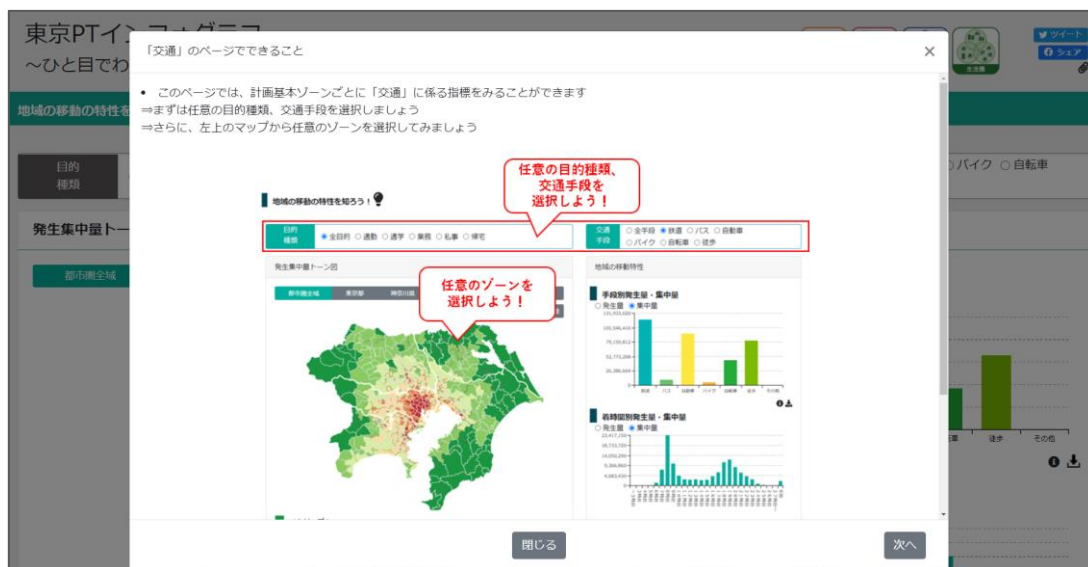 東京PTインフォグラフ
～ひと目でわ
生活圏
ツイート
シェア
地域の移動の特性を
目的
種類
バイク 自転車
発生集中量トー
都市圏全域
「交通」のページでできること
×
• このページでは、計画基本ゾーンごとに「交通」に係る指標をみることができます
⇒まずは任意の目的種類、交通手段を選択しましょう
⇒さらに、左上のマップから任意のゾーンを選択してみましょう
任意の目的種類、
交通手段を
選択しよう！
地域の移動の特性を知ろう！
目的
種類
全目的 通勤 通学 業務 私事 帰宅
交通
手段
全手段 鉄道 バス 自動車
バイク 自転車 徒歩
発生集中量トーン図
都市圏全域 東京都 神奈川県
任意のゾーンを
選択しよう！
地域の移動特性
手段別発生量・集中量
発生量 集中量
鉄道 バス 自動車 バイク 自転車 徒歩 その他
着時間別発生量・集中量
発生量 集中量
徒歩 その他
閉じる
次へ